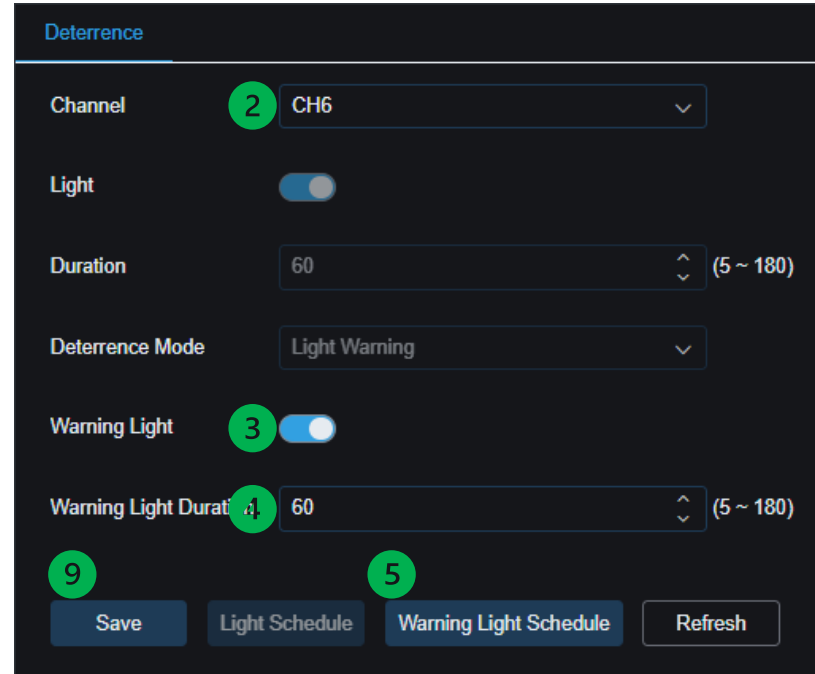 Deterrence
Channel 2 CH6
Light
Duration 60 (5 ~ 180)
Deterrence Mode Light Warning
Warning Light 3
Warning Light Duration 4 60 (5 ~ 180)
9 5
Save Light Schedule Warning Light Schedule Refresh